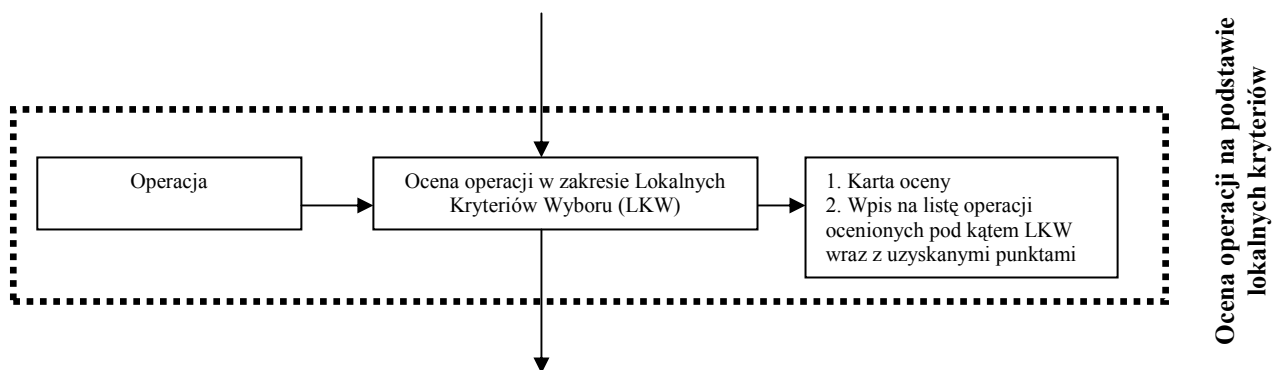 Operacja
Ocena operacji w zakresie Lokalnych
Kryteriów Wyboru (LKW)
1. Karta oceny
2. Wpis na listę operacji
ocenionych pod kątem LKW
wraz z uzyskanymi punktami
Ocena operacji na podstawie
lokalnych kryteriów